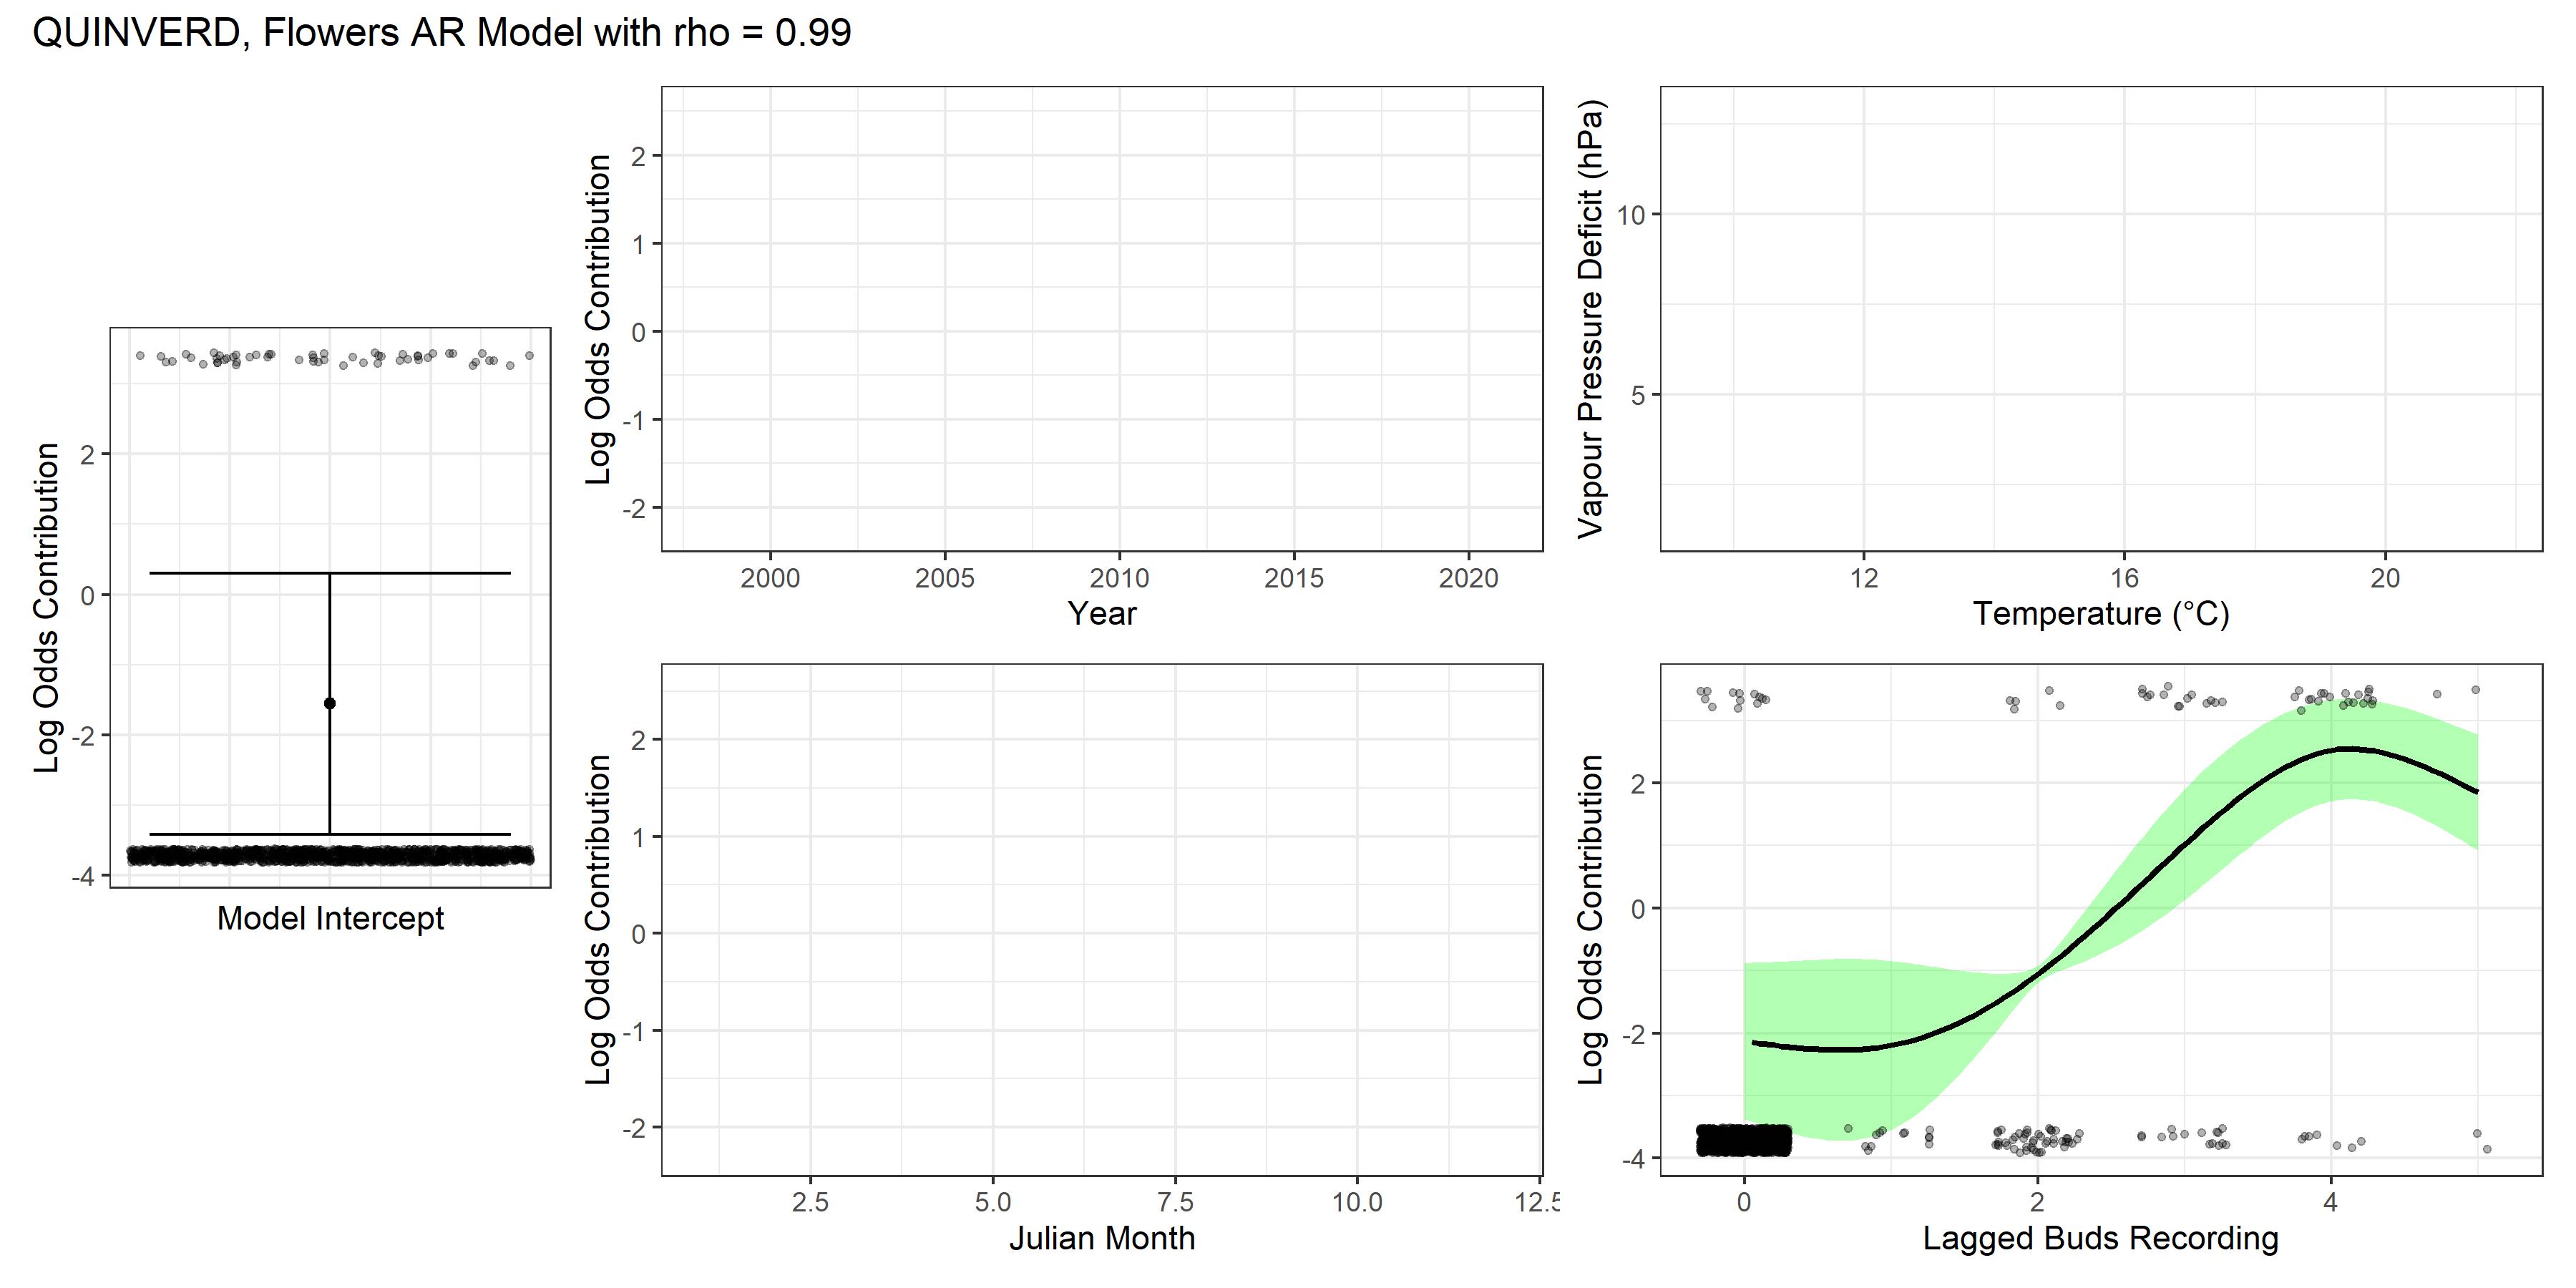 QUINVERD, Flowers AR Model with rho = 0.99
Log Odds Contribution
2
0
-2
-4
Model Intercept
Log Odds Contribution
2
1
0
-1
-2
2000 2005 2010 2015 2020
Year
Vapour Pressure Deficit (hPa)
10
5
12 16 20
Temperature (°C)
Log Odds Contribution
2
1
0
-1
-2
2.5 5.0 7.5 10.0 12.5
Julian Month
Log Odds Contribution
2
0
-2
-4
0 2 4
Lagged Buds Recording